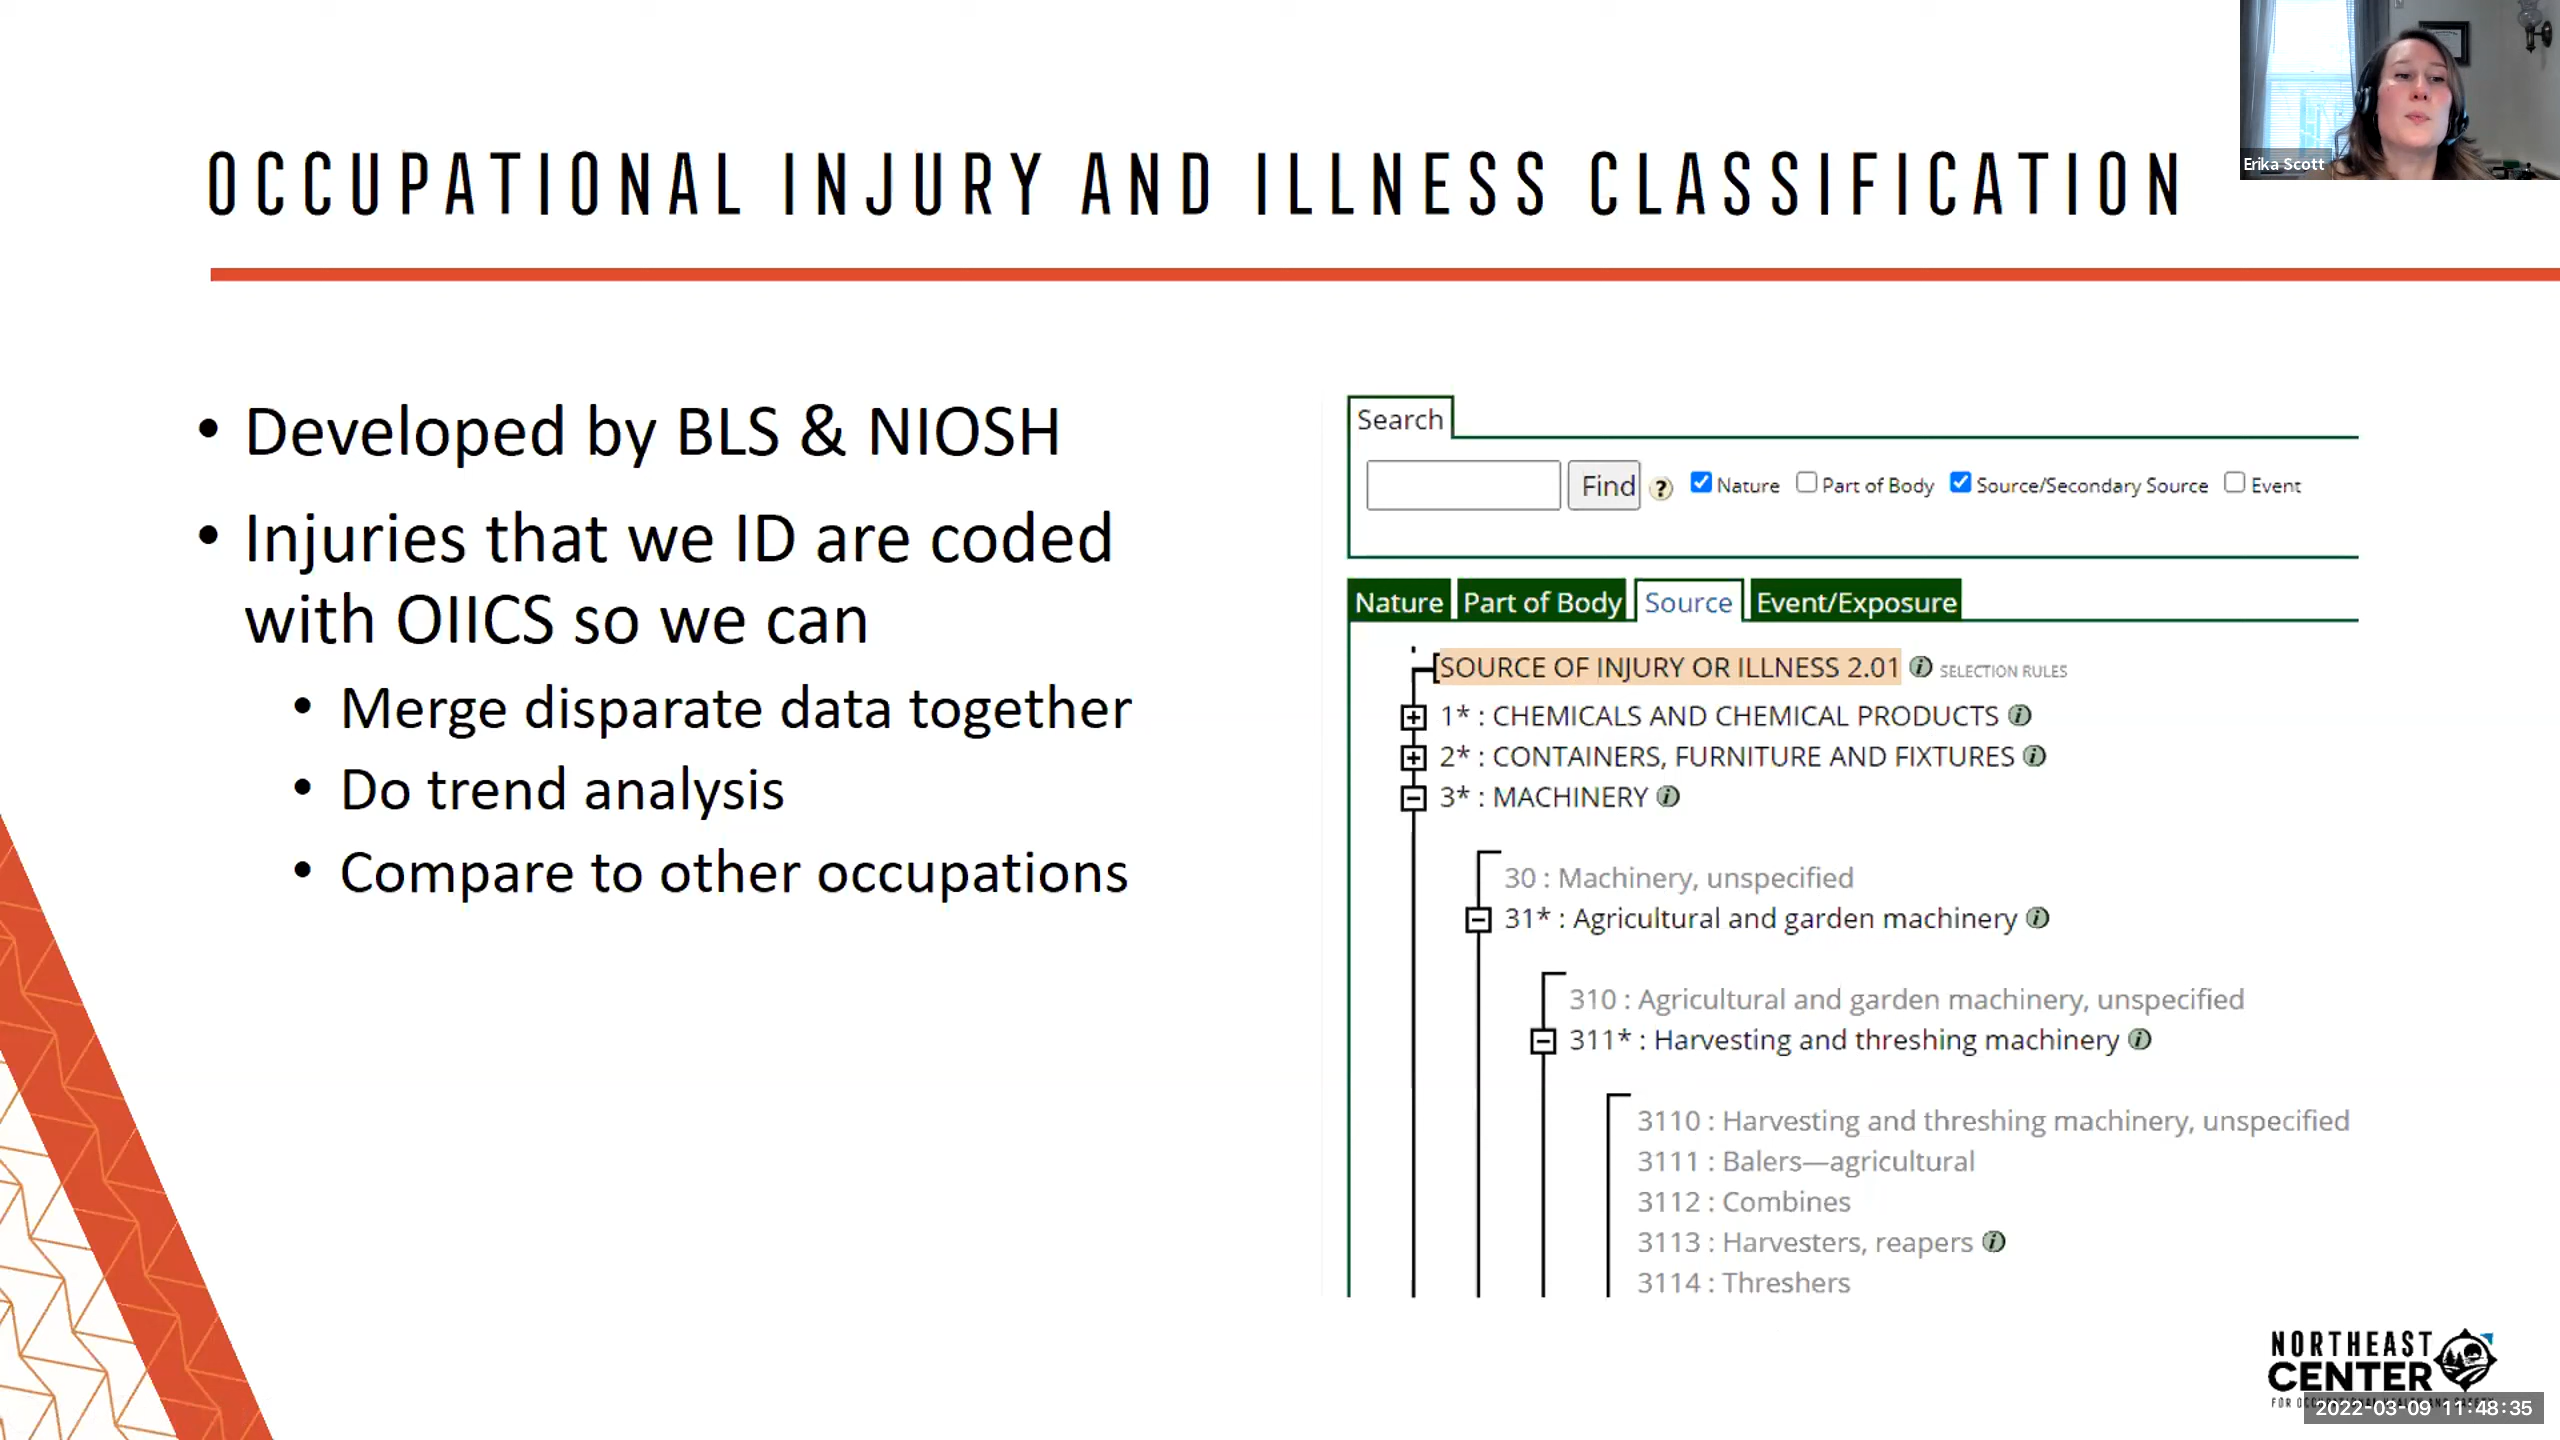 OCCUPATIONAL INJURY AND ILLNESS CLASSIFICATION
Erika Scott
• Developed by BLS & NIOSH
• Injuries that we ID are coded
with OIICS so we can
• Merge disparate data together
• Do trend analysis
• Compare to other occupations
Search
Find ? Nature Part of Body Source/Secondary Source Event
Nature Part of Body Source Event/Exposure
SOURCE OF INJURY OR ILLNESS 2.01 i SELECTION RULES
1* : CHEMICALS AND CHEMICAL PRODUCTS i
2* : CONTAINERS, FURNITURE AND FIXTURES i
3* : MACHINERY i
30 : Machinery, unspecified
31* : Agricultural and garden machinery i
310 : Agricultural and garden machinery, unspecified
311* : Harvesting and threshing machinery i
3110 : Harvesting and threshing machinery, unspecified
3111 : Balers—agricultural
3112 : Combines
3113 : Harvesters, reapers i
3114 : Threshers
NORTHEAST
CENTER
2022-03-09 11:48:35